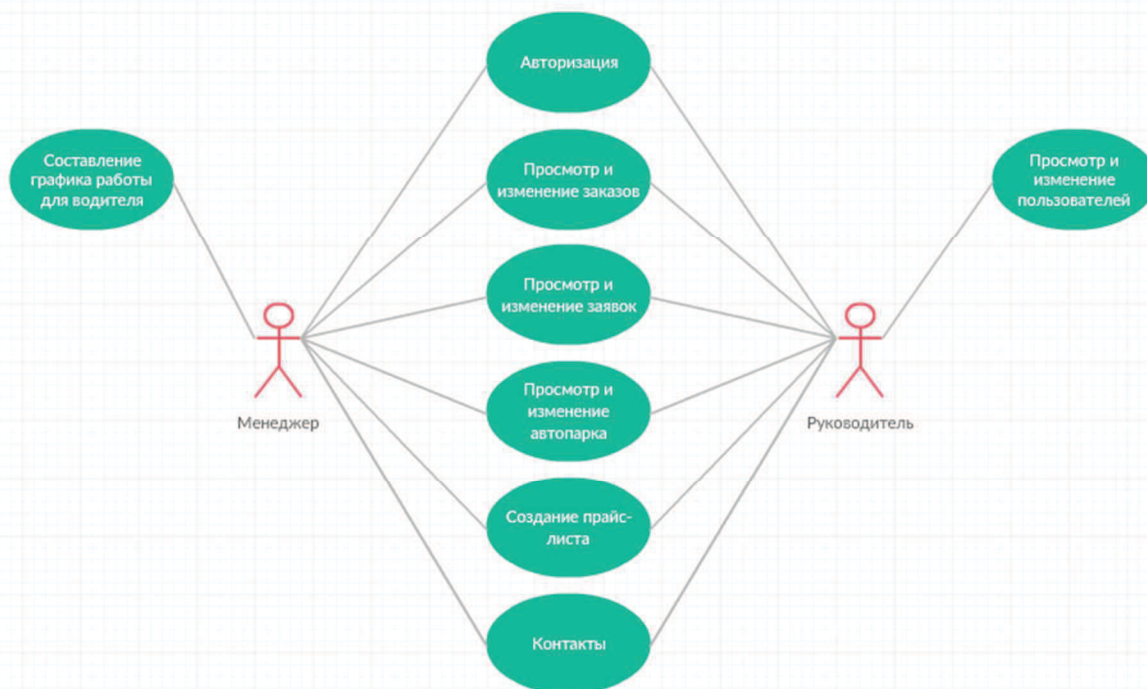 Авторизация
Составление
графика работы
для водителя
Просмотр и
изменение заказов
Просмотр и
изменение
пользователей
Просмотр и
изменение заявок
Просмотр и
изменение
автопарка
Менеджер
Руководитель
Создание прайс-
листа
Контакты